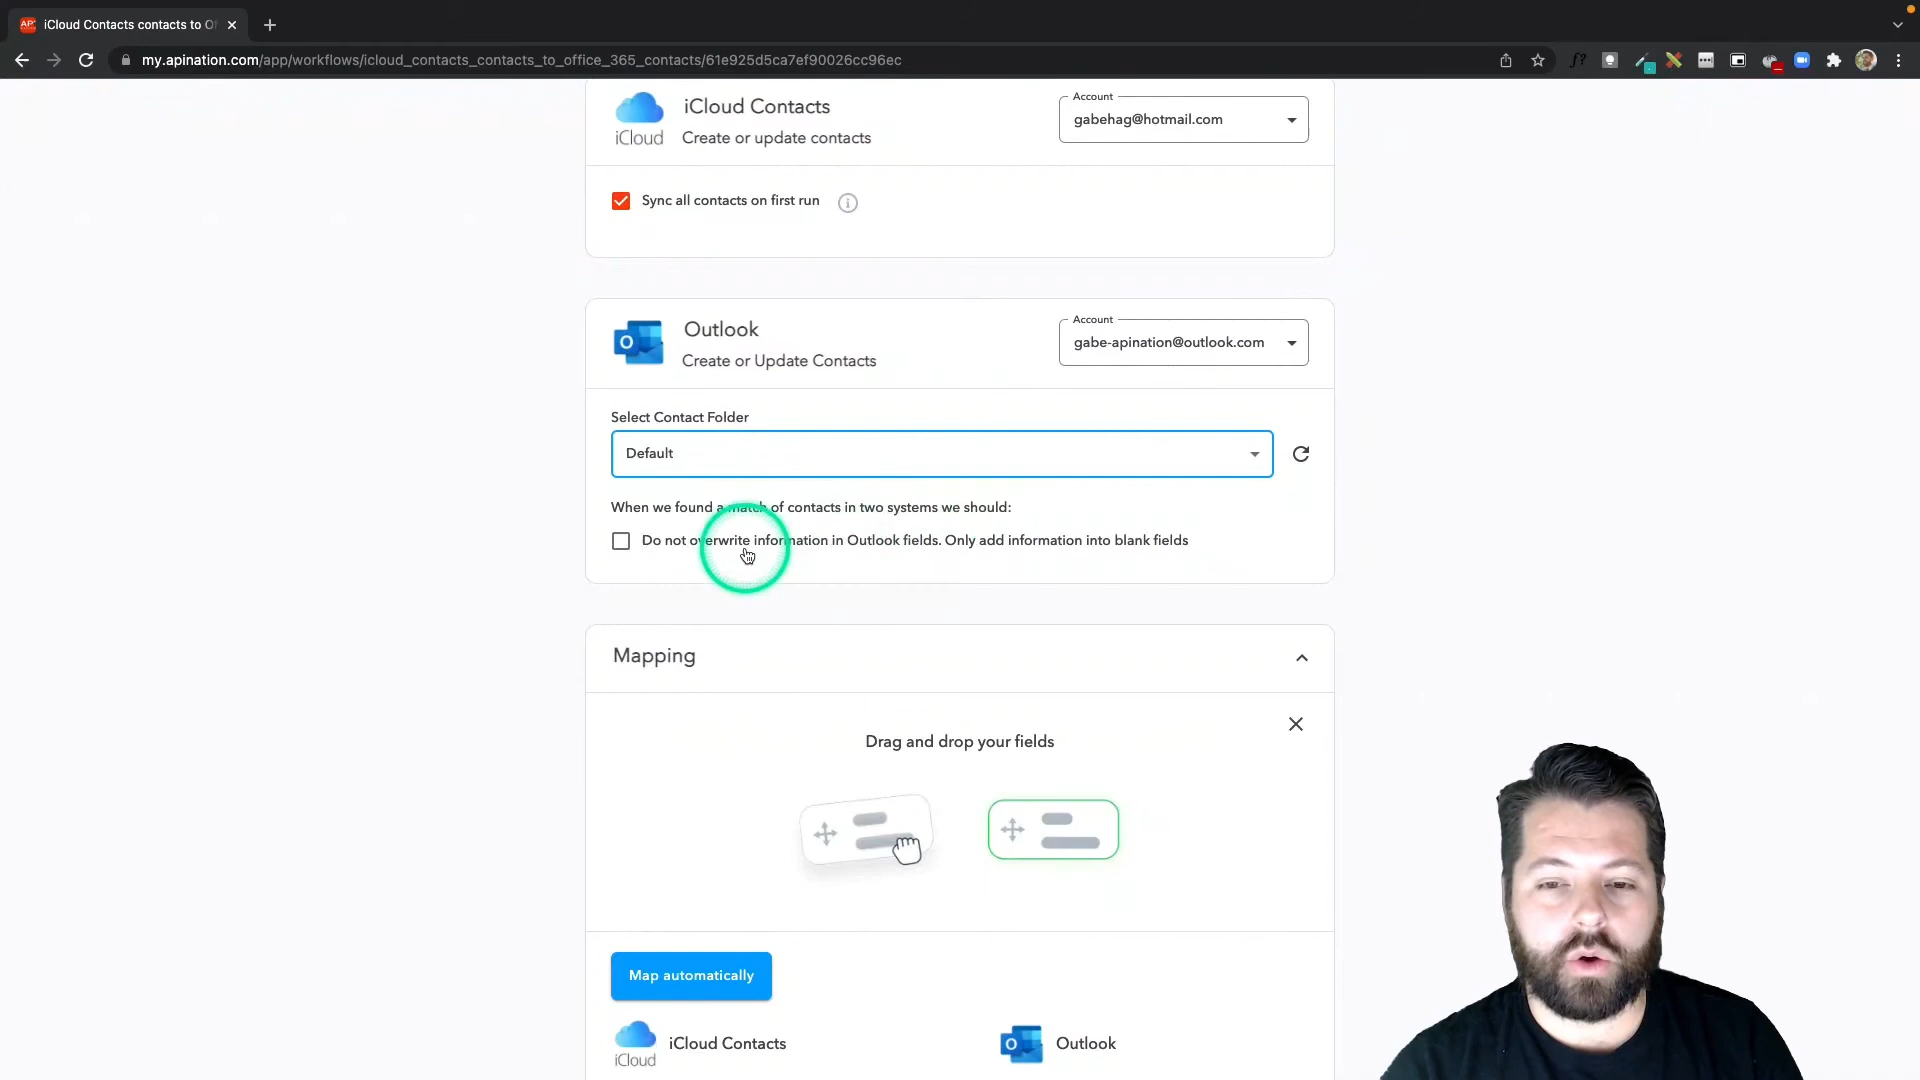 iCloud Contacts contacts to Of
my.apination.com/app/workflows/icloud_contacts_contacts_to_office_365_contacts/61e925d5ca7ef90026cc96ec
iCloud
iCloud Contacts
Create or update contacts
Account
gabehag@hotmail.com
Sync all contacts on first run
Outlook
Create or Update Contacts
Account
gabe-apination@outlook.com
Select Contact Folder
Default
When we found a match of contacts in two systems we should:
Do not overwrite information in Outlook fields. Only add information into blank fields
Mapping
Drag and drop your fields
Map automatically
iCloud
iCloud Contacts
Outlook